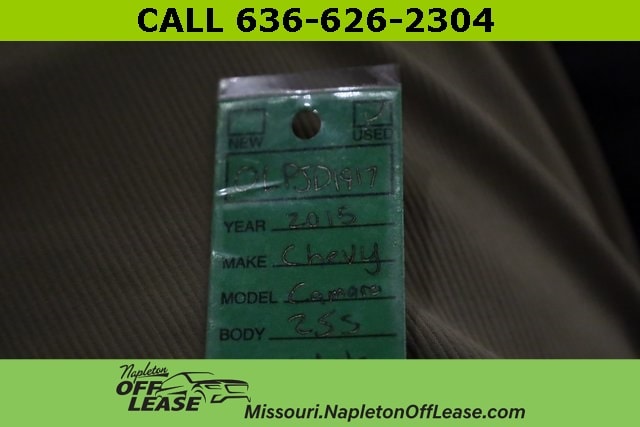 CALL 636-626-2304
NEW USED
YEAR 2015
MAKE Chevy
MODEL Camaro
BODY 2SS
Napleton
OFF
LEASE
Missouri.NapletonOffLease.com